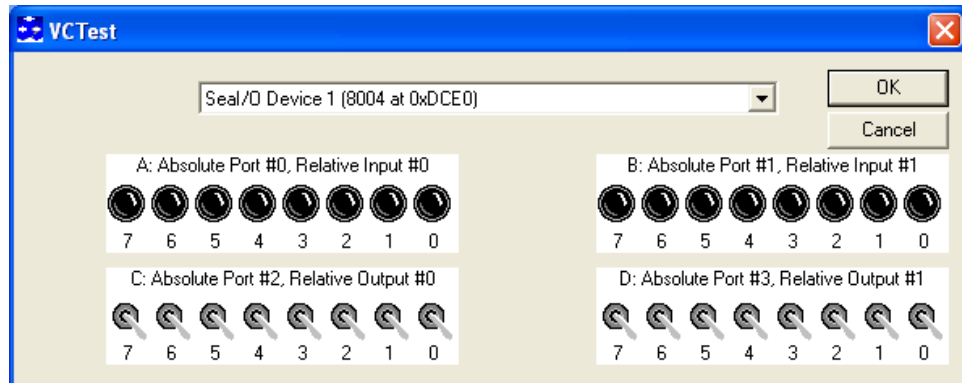 VCTest
SeaI/O Device 1 (8004 at 0xDCE0)
OK
Cancel
A: Absolute Port #0, Relative Input #0
7 6 5 4 3 2 1 0
B: Absolute Port #1, Relative Input #1
7 6 5 4 3 2 1 0
C: Absolute Port #2, Relative Output #0
7 6 5 4 3 2 1 0
D: Absolute Port #3, Relative Output #1
7 6 5 4 3 2 1 0